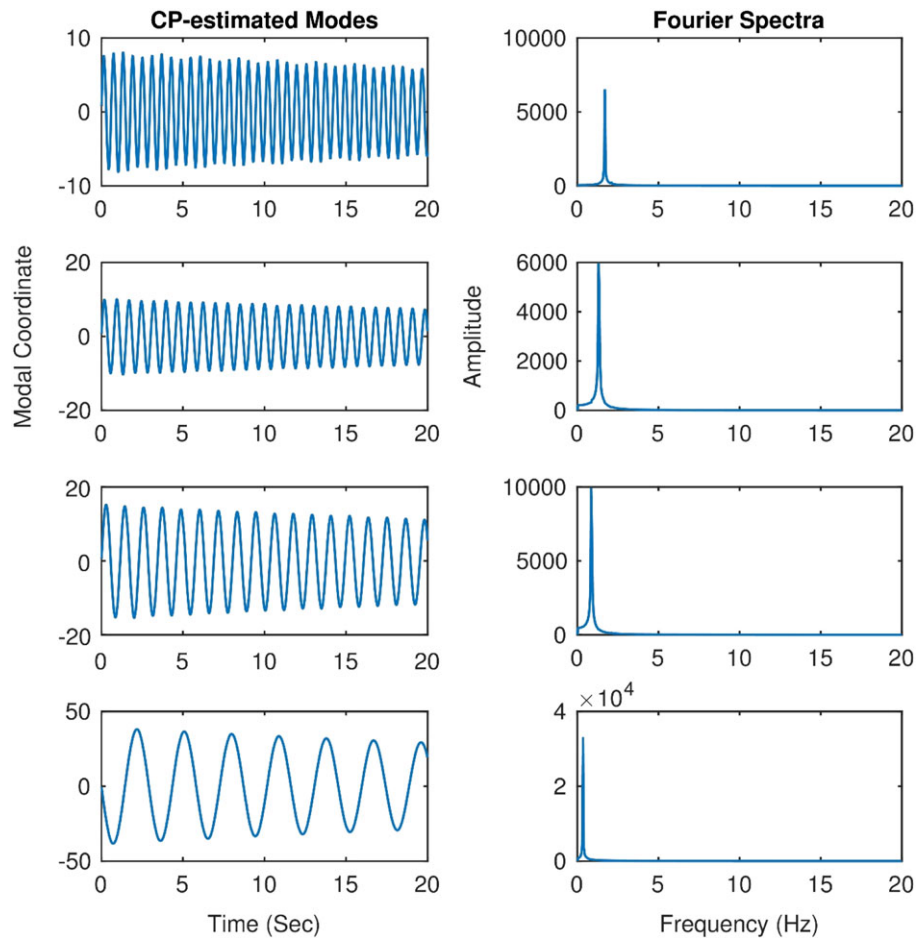 CP-estimated Modes
Fourier Spectra
10
0
-10
0 5 10 15 20
10000
5000
0
0 5 10 15 20
Modal Coordinate
20
0
-20
0 5 10 15 20
Amplitude
6000
4000
2000
0
0 5 10 15 20
20
0
-20
0 5 10 15 20
10000
5000
0
0 5 10 15 20
50
0
-50
0 5 10 15 20
Time (Sec)
×10⁴
4
2
0
0 5 10 15 20
Frequency (Hz)